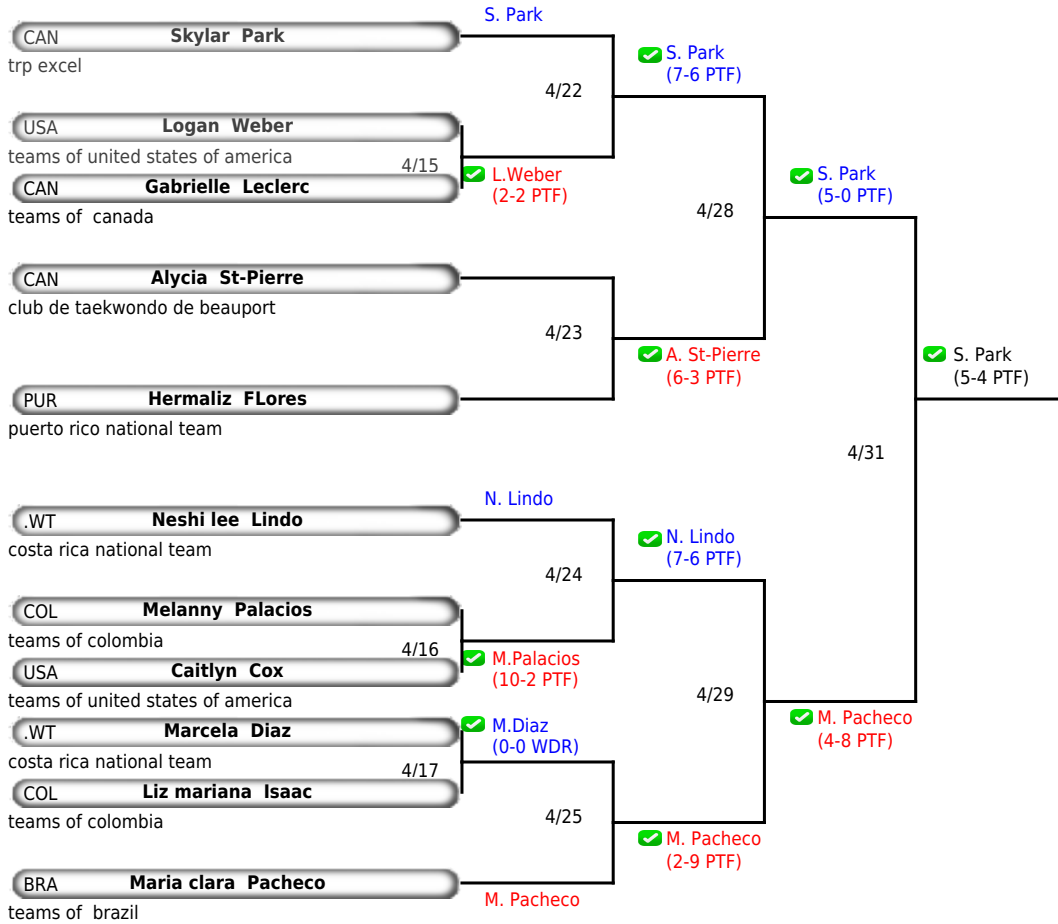 S. Park
CAN Skylar Park
trp excel
S. Park
(7-6 PTF)
4/22
USA Logan Weber
teams of united states of america
4/15
L.Weber
(2-2 PTF)
CAN Gabrielle Leclerc
teams of canada
S. Park
(5-0 PTF)
4/28
CAN Alycia St-Pierre
club de taekwondo de beauport
4/23
A. St-Pierre
(6-3 PTF)
S. Park
(5-4 PTF)
PUR Hermaliz FLores
puerto rico national team
4/31
N. Lindo
.WT Neshi lee Lindo
costa rica national team
N. Lindo
(7-6 PTF)
4/24
COL Melanny Palacios
teams of colombia
4/16
M.Palacios
(10-2 PTF)
USA Caitlyn Cox
teams of united states of america
4/29
M. Pacheco
(4-8 PTF)
.WT Marcela Diaz
costa rica national team
M.Diaz
(0-0 WDR)
4/17
COL Liz mariana Isaac
teams of colombia
4/25
M. Pacheco
(2-9 PTF)
BRA Maria clara Pacheco
teams of brazil
M. Pacheco